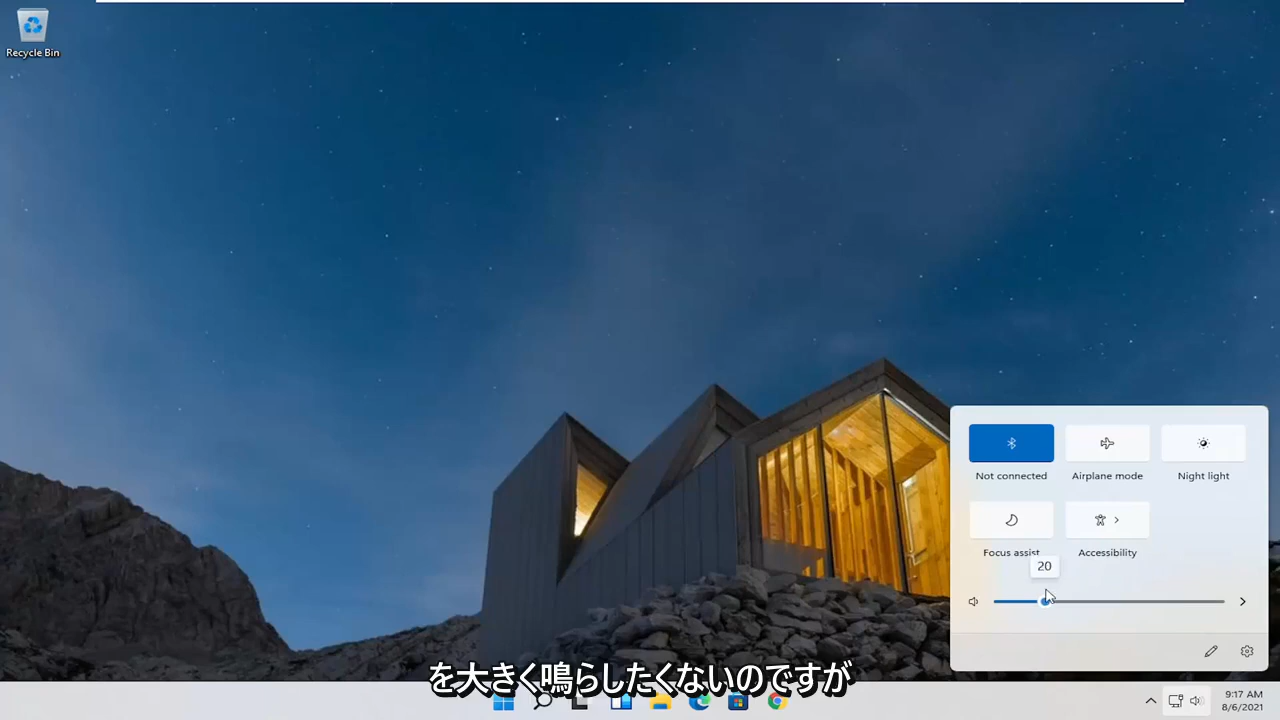 Recycle Bin
Not connected
Airplane mode
Night light
Focus assist
Accessibility
20
を大きく鳴らしたくないのですが
9:17 AM
8/6/2021